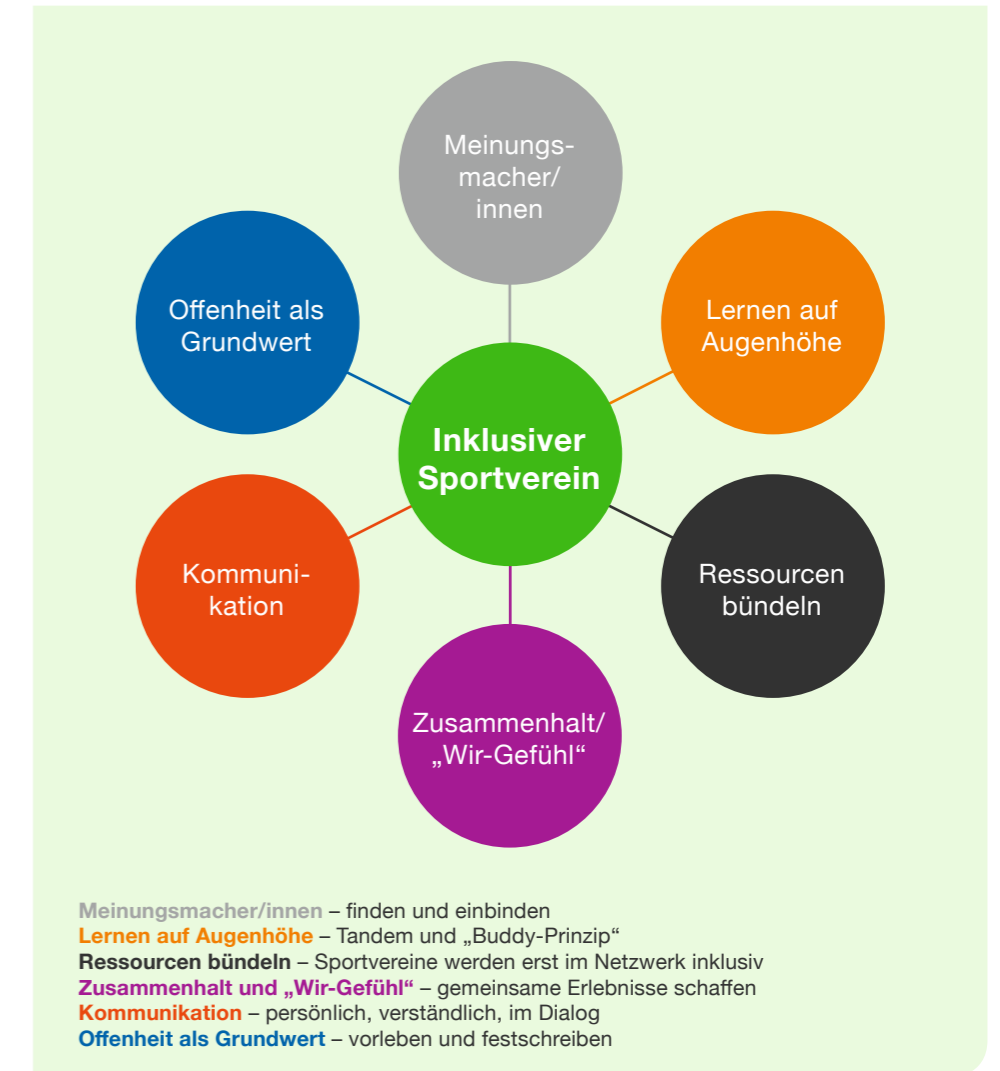 Meinungs-
macher/
innen
Offenheit als
Grundwert
Lernen auf
Augenhöhe
Inklusiver
Sportverein
Kommuni-
kation
Ressourcen
bündeln
Zusammenhalt/
„Wir-Gefühl“
Meinungsmacher/innen – finden und einbinden
Lernen auf Augenhöhe – Tandem und „Buddy-Prinzip“
Ressourcen bündeln – Sportvereine werden erst im Netzwerk inklusiv
Zusammenhalt und „Wir-Gefühl“ – gemeinsame Erlebnisse schaffen
Kommunikation – persönlich, verständlich, im Dialog
Offenheit als Grundwert – vorleben und festschreiben